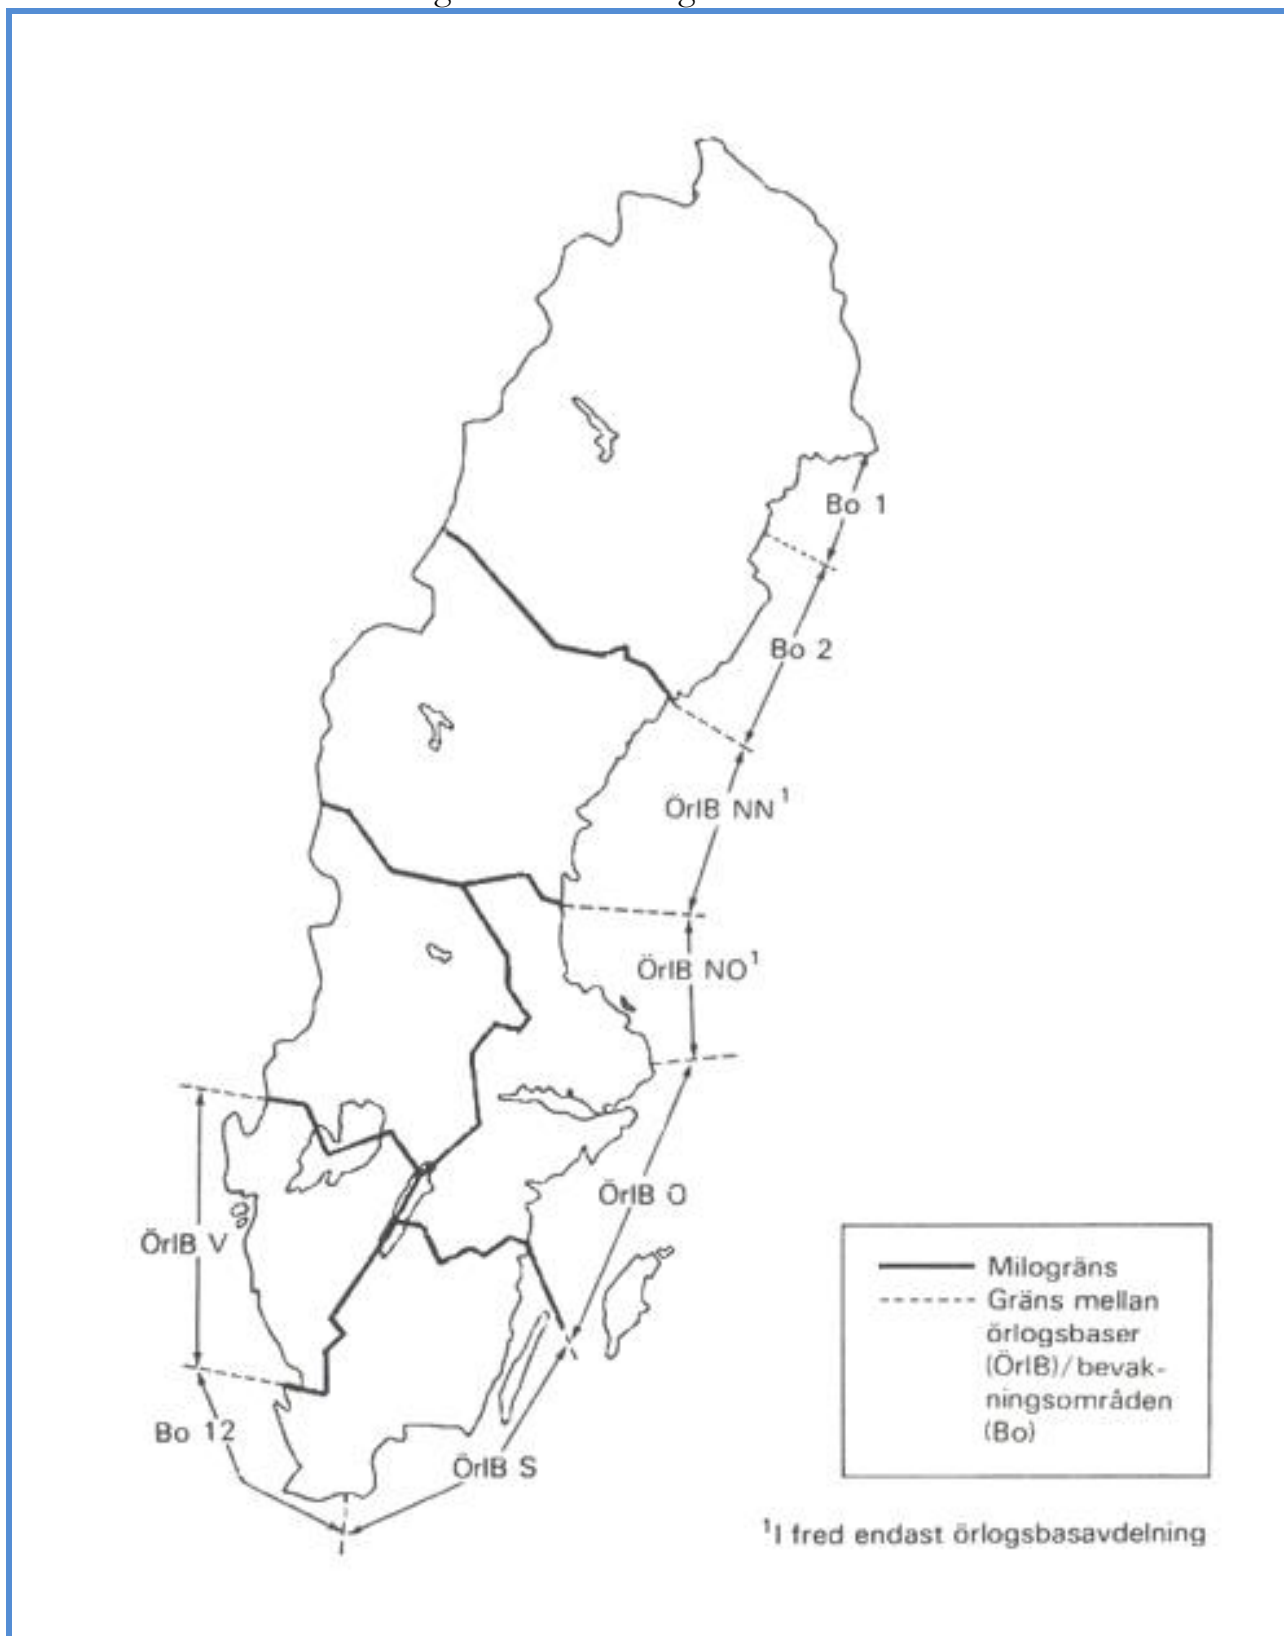 Bo 1
Bo 2
ÖrlB NN¹
ÖrlB NO¹
ÖrlB O
ÖrlB V
Bo 12
ÖrlB S
Milogräns
Gräns mellan
örlogsbaser
(ÖrlB)/bevak-
ningsområden
(Bo)
¹I fred endast örlogsbasavdelning